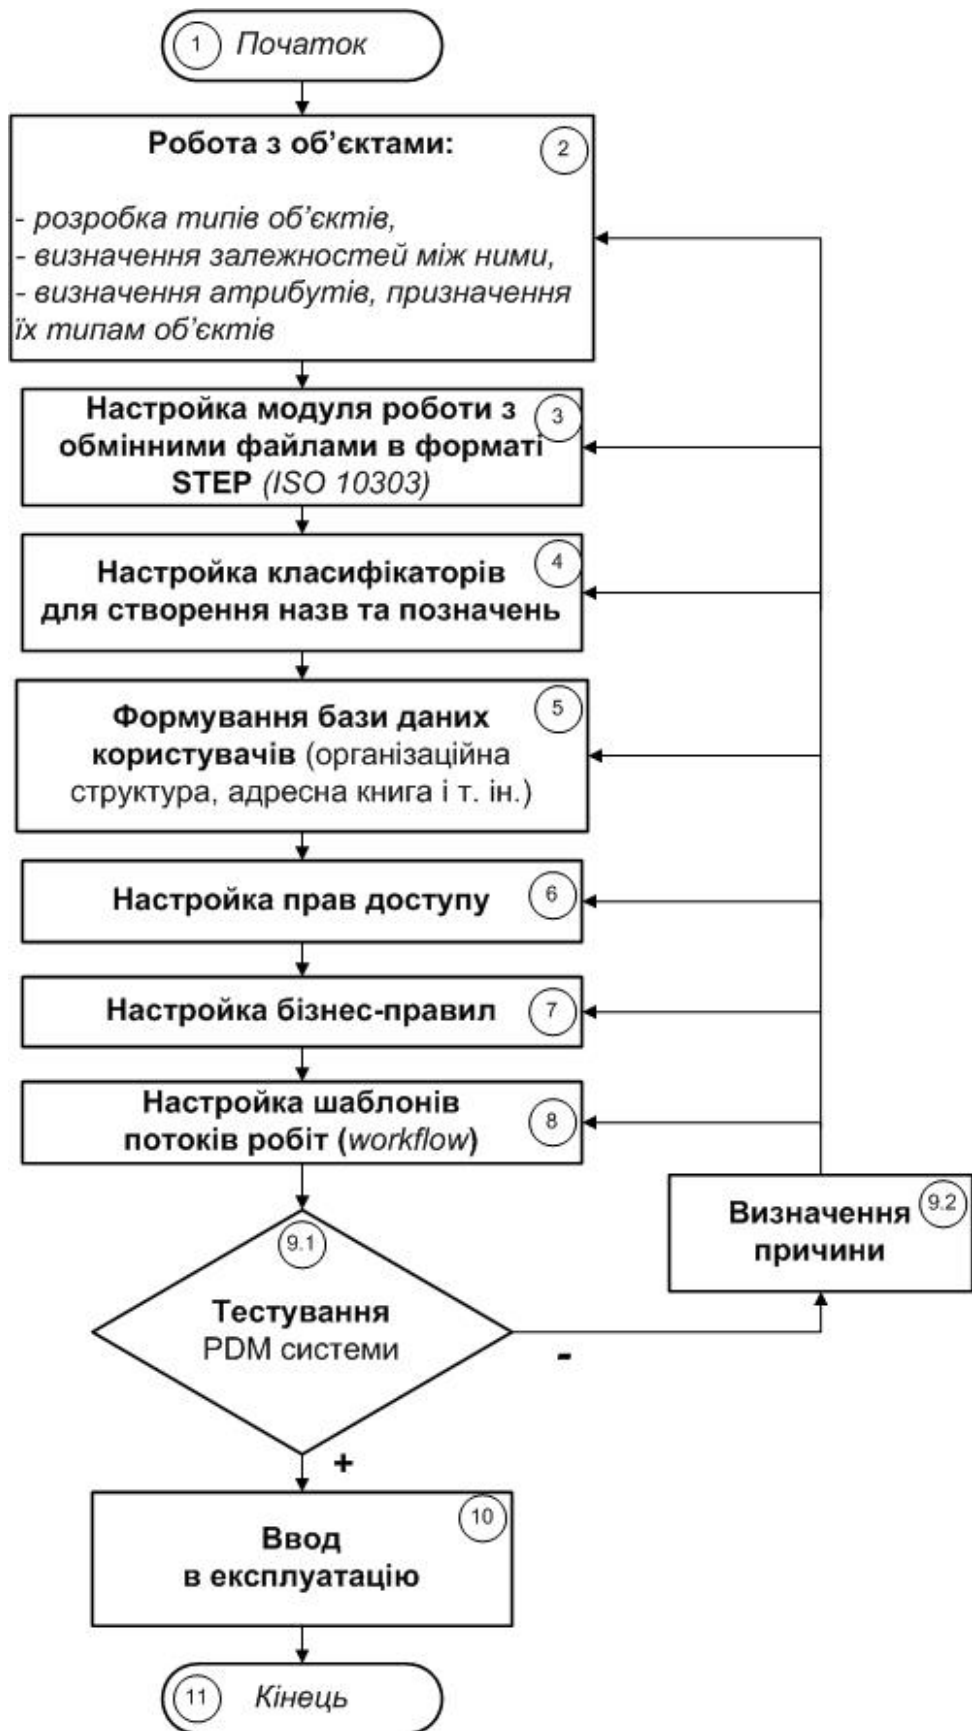 1 Початок
Робота з об’єктами: 2
- розробка типів об’єктів,
- визначення залежностей між ними,
- визначення атрибутів, призначення
їх типам об’єктів
Настройка модуля роботи з 3
обмінними файлами в форматі
STEP (ISO 10303)
Настройка класифікаторів 4
для створення назв та позначень
Формування бази даних 5
користувачів (організаційна
структура, адресна книга і т. ін.)
Настройка прав доступу 6
Настройка бізнес-правил 7
Настройка шаблонів
потоків робіт (workflow) 8
9.1
Тестування
PDM системи
-
Визначення 9.2
причини
+
10
Ввод
в експлуатацію
11 Кінець